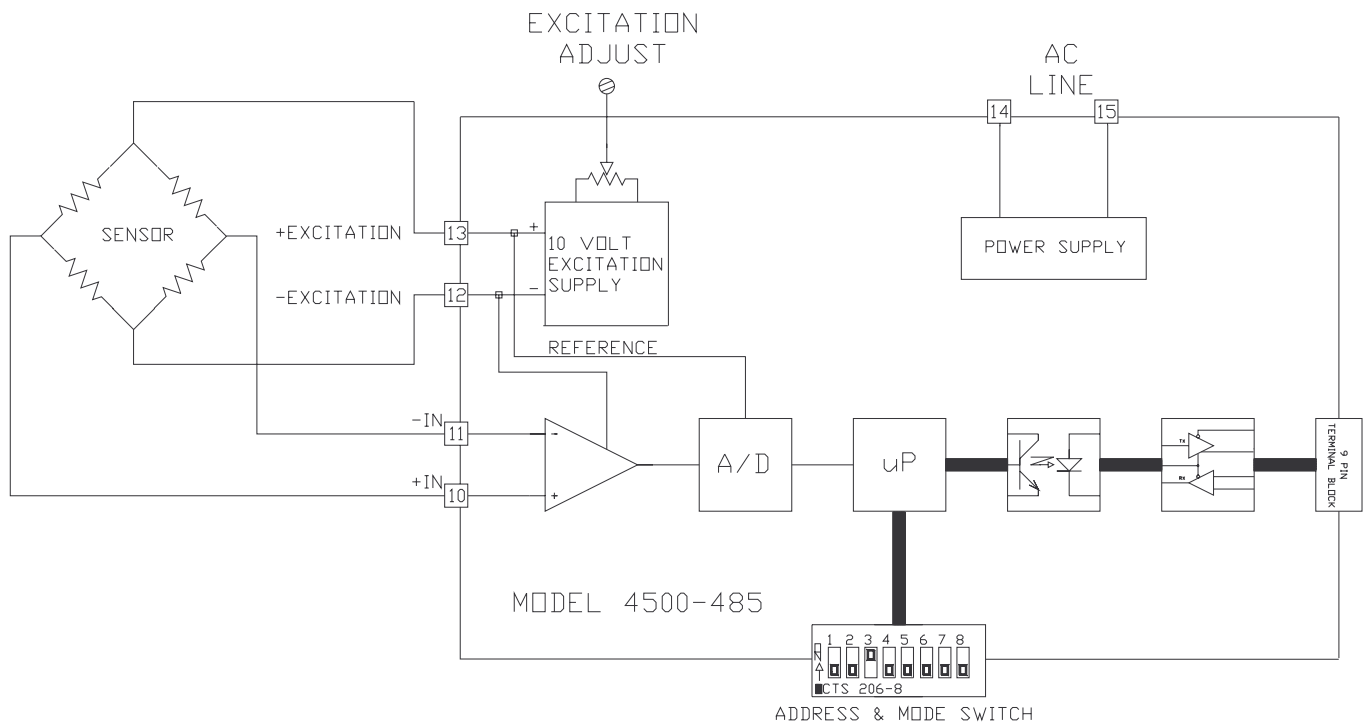 EXCITATION
ADJUST
AC
LINE
14
15
SENSOR
+EXCITATION
13
+
10 VOLT
EXCITATION
SUPPLY
POWER SUPPLY
-EXCITATION
12
-
REFERENCE
-IN
11
-
+IN
10
+
A/D
uP
TX
RX
9 PIN
TERMINAL BLOCK
MODEL 4500-485
1 2 3 4 5 6 7 8
ON
CTS 206-8
ADDRESS & MODE SWITCH